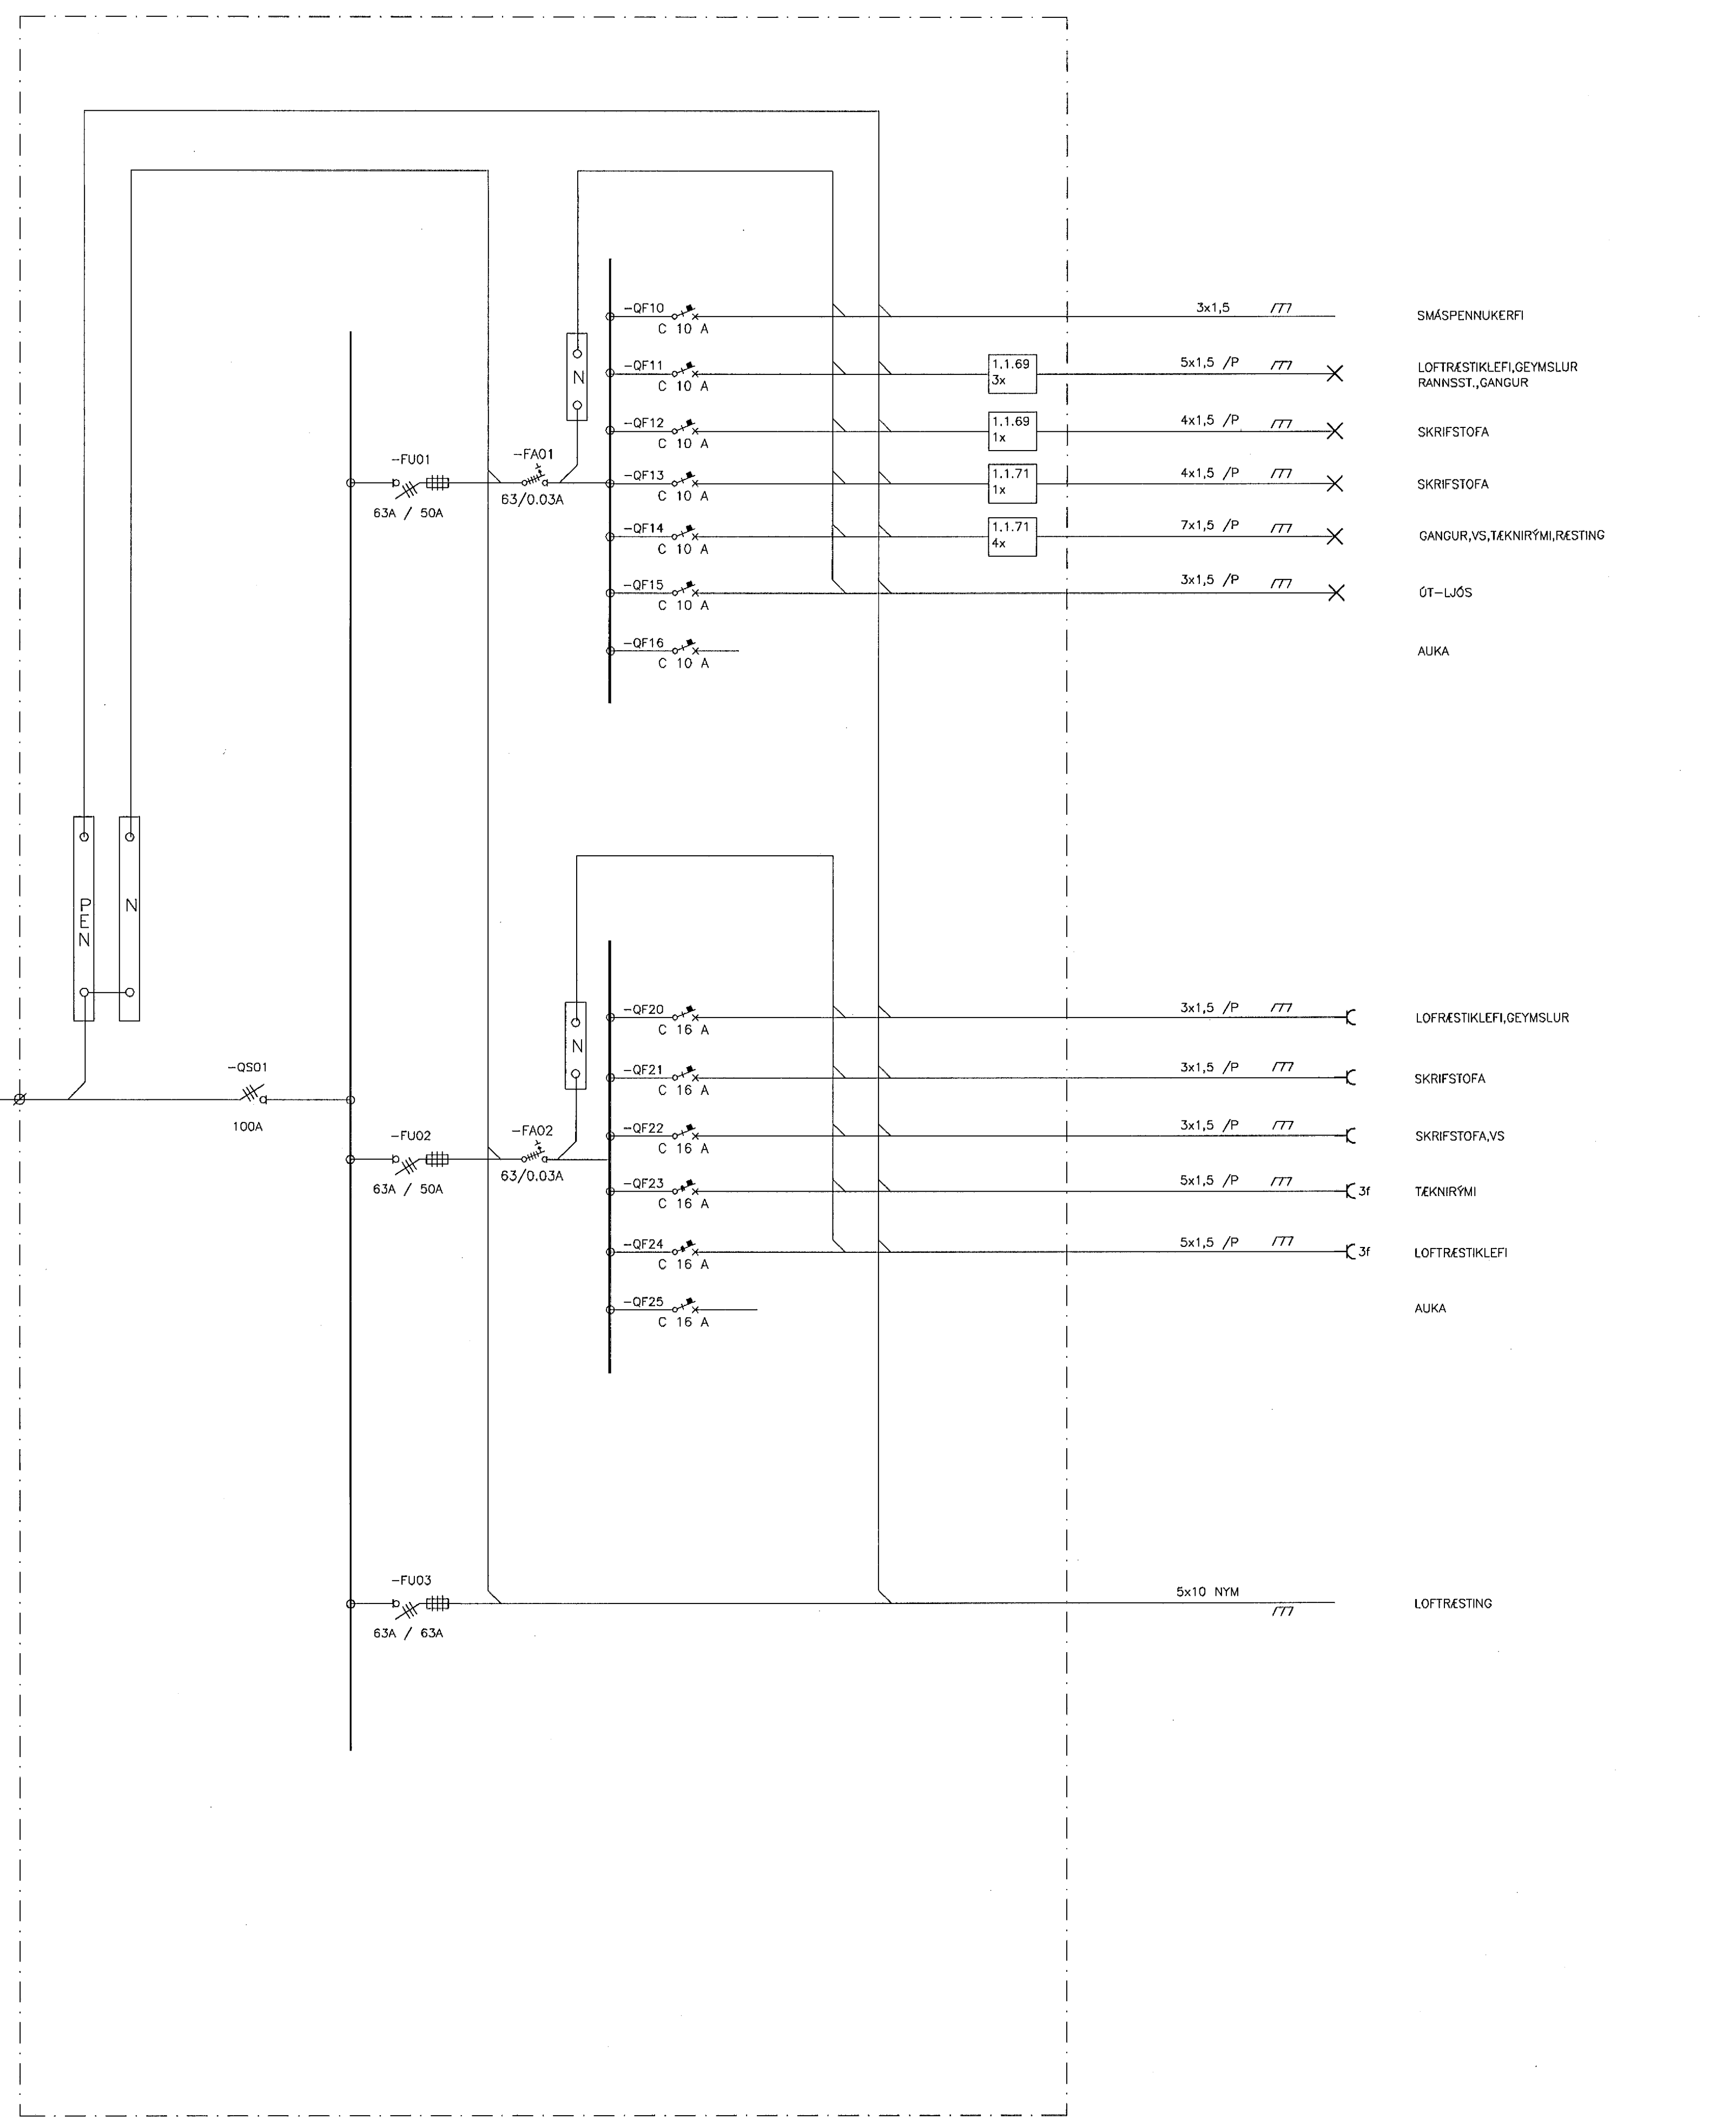 -QF10 3x1,5 SMÁSPENNUKERFI
C 10 A
-QF11 1.1.69 5x1,5 /P LOFTRÆSTIKLEFI,GEYMSLUR
C 10 A 3x RANNSST.,GANGUR
N
-QF12 1.1.69 4x1,5 /P SKRIFSTOFA
C 10 A 1x
-FU01 -FA01 -QF13 1.1.71 4x1,5 /P SKRIFSTOFA
63A / 50A 63/0.03A C 10 A 1x
-QF14 1.1.71 7x1,5 /P GANGUR,VS,TÆKNIRÝMI,RÆSTING
C 10 A 4x
-QF15 3x1,5 /P ÚT-LJÓS
C 10 A
-QF16 AUKA
C 10 A
PEN N
-QF20 3x1,5 /P LOFRÆSTIKLEFI,GEYMSLUR
C 16 A
N
-QS01 -QF21 3x1,5 /P SKRIFSTOFA
100A C 16 A
-FU02 -FA02 -QF22 3x1,5 /P SKRIFSTOFA,VS
63A / 50A 63/0.03A C 16 A
-QF23 5x1,5 /P 3f TÆKNIRÝMI
C 16 A
-QF24 5x1,5 /P 3f LOFTRÆSTIKLEFI
C 16 A
-QF25 AUKA
C 16 A
-FU03 5x10 NYM LOFTRÆSTING
63A / 63A